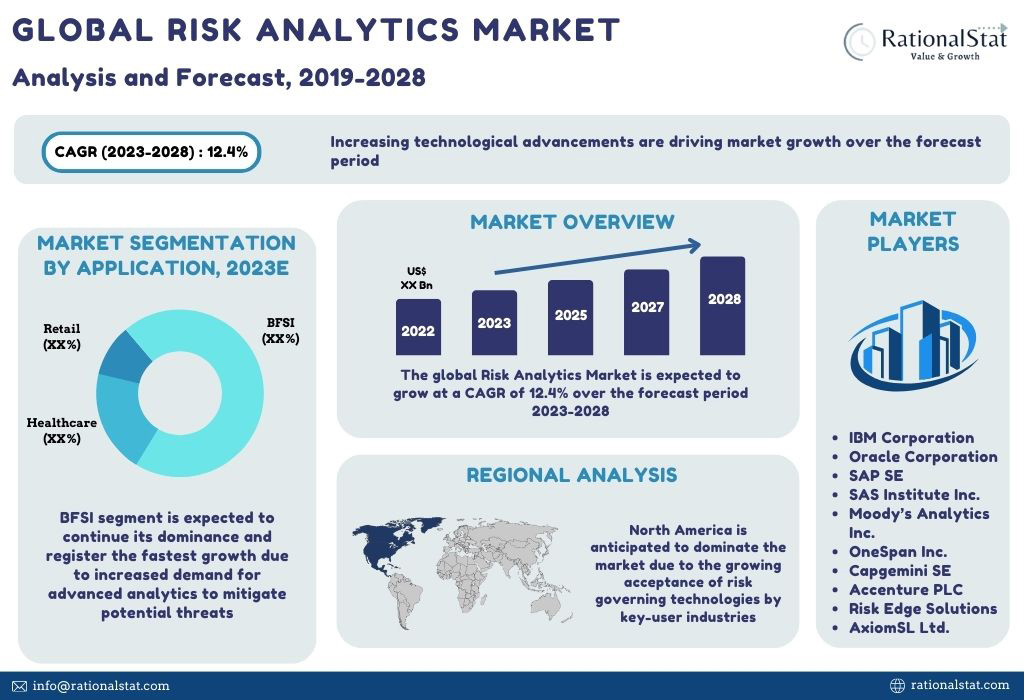 GLOBAL RISK ANALYTICS MARKET
Analysis and Forecast, 2019-2028
RationalStat
Value & Growth
CAGR (2023-2028) : 12.4%
Increasing technological advancements are driving market growth over the forecast
period
MARKET SEGMENTATION
BY APPLICATION, 2023E
Retail
(XX%)
BFSI
(XX%)
Healthcare
(XX%)
BFSI segment is expected to
continue its dominance and
register the fastest growth due
to increased demand for
advanced analytics to mitigate
potential threats
MARKET OVERVIEW
US$
XX Bn
2022
2023
2025
2027
2028
The global Risk Analytics Market is expected to
grow at a CAGR of 12.4% over the forecast period
2023-2028
REGIONAL ANALYSIS
North America is
anticipated to dominate the
market due to the growing
acceptance of risk
governing technologies by
key-user industries
MARKET
PLAYERS
• IBM Corporation
• Oracle Corporation
• SAP SE
• SAS Institute Inc.
• Moody's Analytics
Inc.
• OneSpan Inc.
• Capgemini SE
• Accenture PLC
• Risk Edge Solutions
• AxiomSL Ltd.
info@rationalstat.com
rationalstat.com